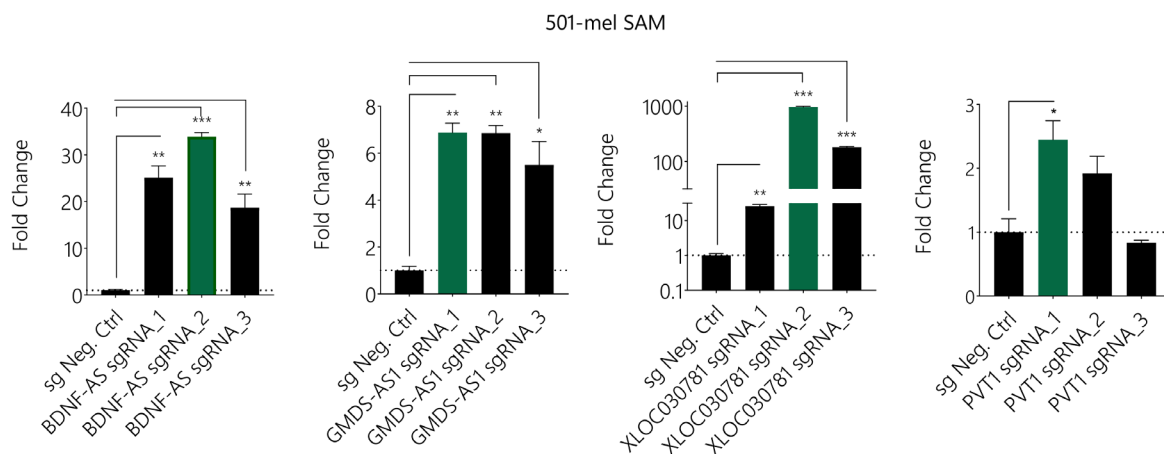 501-mel SAM
Fold Change
40
30
20
10
0
**
***
**
sg Neg. Ctrl
BDNF-AS sgRNA_1
BDNF-AS sgRNA_2
BDNF-AS sgRNA_3
Fold Change
8
6
4
2
0
**
**
*
sg Neg. Ctrl
GMDS-AS1 sgRNA_1
GMDS-AS1 sgRNA_2
GMDS-AS1 sgRNA_3
Fold Change
1000
100
10
1
0.1
**
***
***
sg Neg. Ctrl
XLOC030781 sgRNA_1
XLOC030781 sgRNA_2
XLOC030781 sgRNA_3
Fold Change
3
2
1
0
*
sg Neg. Ctrl
PVT1 sgRNA_1
PVT1 sgRNA_2
PVT1 sgRNA_3